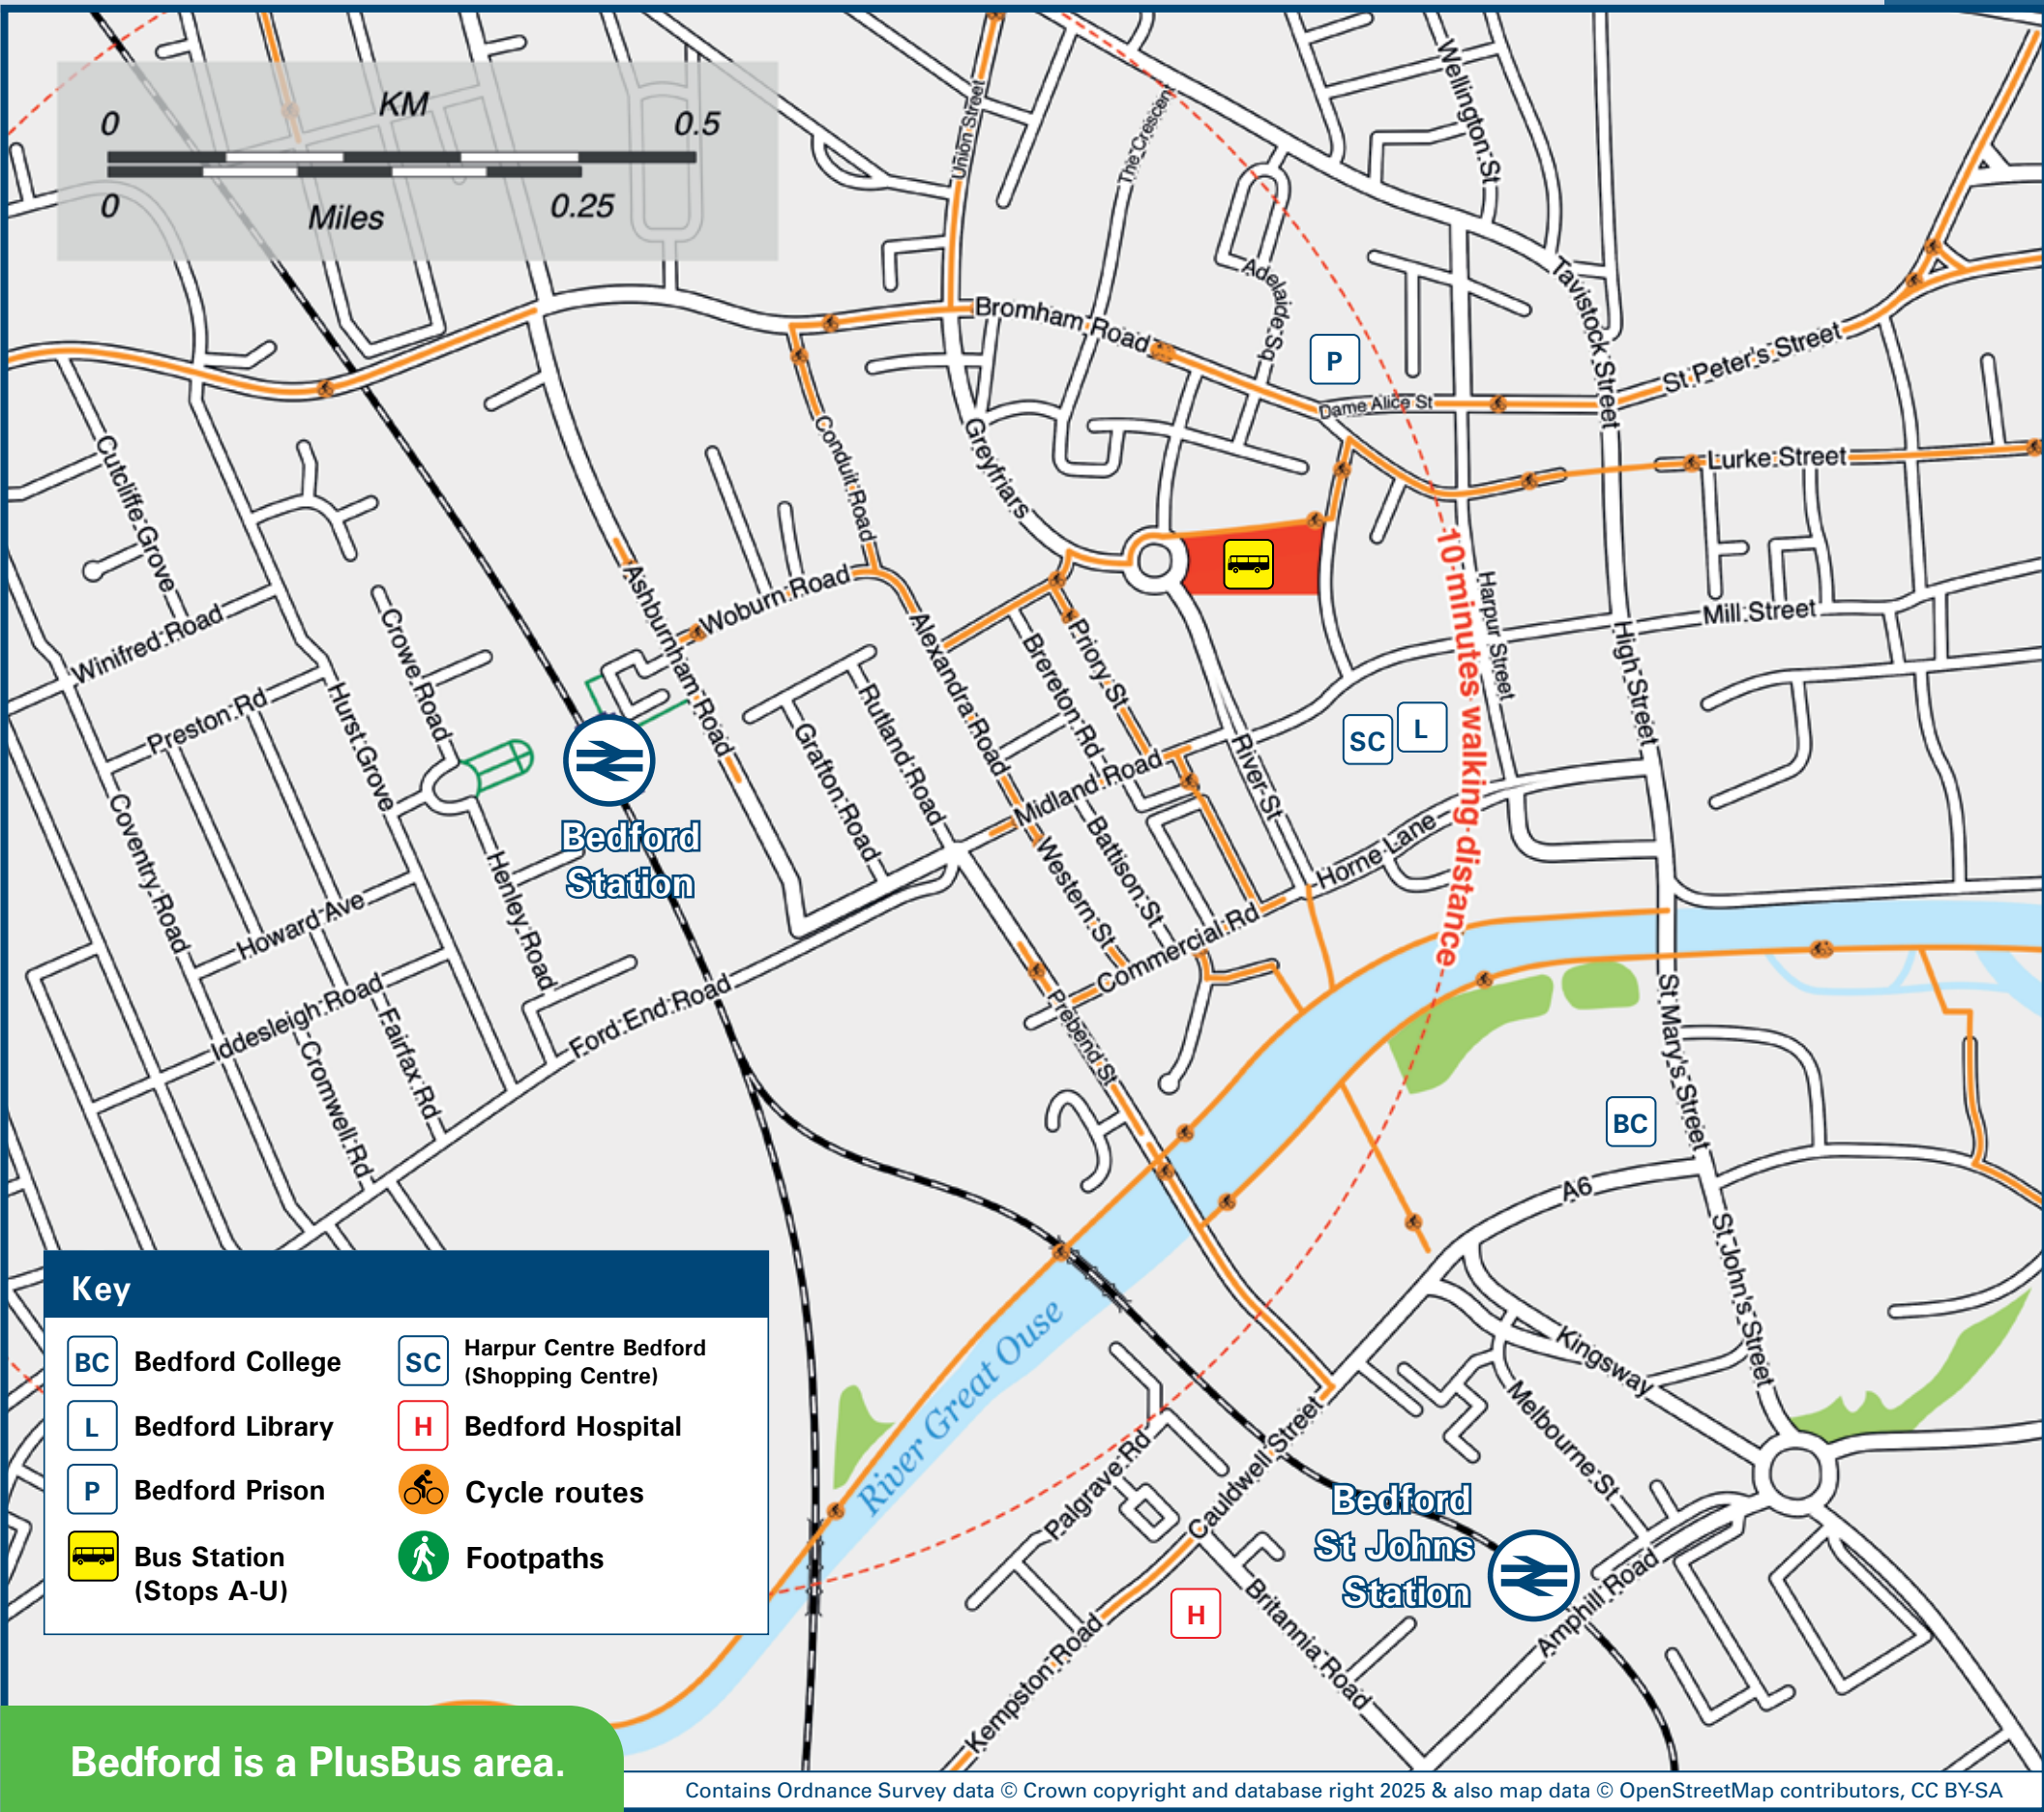 KM
0
0.5
0
Miles
0.25
Union Street
The Crescent
Wellington St
Adelaide Sq
Tavistock Street
Bromham Road
P
Dame Alice St
St Peter's Street
Lurke Street
Cutcliffe Grove
Conduit Road
Greyfriars
Ashburnham Road
Woburn Road
Winifred Road
Crowe Road
Alexandra Road
Brereton Rd
Priory St
Harpur Street
High Street
Mill Street
Preston Rd
Hurst Grove
Rutland Road
Grafton Road
Midland Road
River St
SC
L
10 minutes walking distance
Bedford
Station
Coventry Road
Henley Road
Howard Ave
Battison St
Western St
Horne Lane
Commercial Rd
Iddesleigh Road
Fairfax Rd
Cromwell Rd
Ford End Road
Prebend St
St Mary's Street
BC
A6
St John's Street
Kingsway
River Great Ouse
Melbourne St
Cauldwell Street
Palgrave Rd
Bedford
St Johns
Station
H
Britannia Road
Ampthill Road
Kempston Road
Key
BC Bedford College
L Bedford Library
P Bedford Prison
Bus Station
(Stops A-U)
SC Harpur Centre Bedford
(Shopping Centre)
H Bedford Hospital
Cycle routes
Footpaths
Bedford is a PlusBus area.
Contains Ordnance Survey data © Crown copyright and database right 2025 & also map data © OpenStreetMap contributors, CC BY-SA